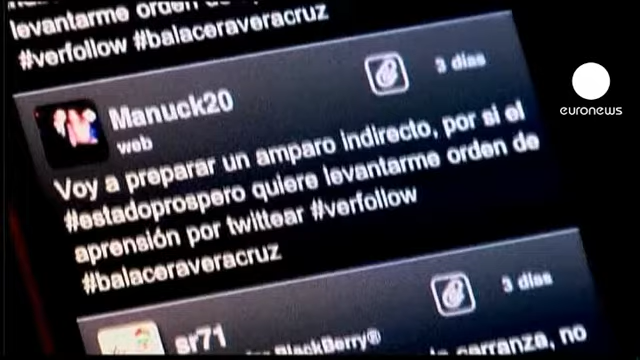 levantarme orden de
#verfollow #balaceraveracruz
Manuck20
3 días
web
Voy a preparar un amparo indirecto, por si el
#estadoprospero quiere levantarme orden de
aprensión por twittear #verfollow
#balaceraveracruz
sr71
3 días
BlackBerry®
carranza, no
euronews